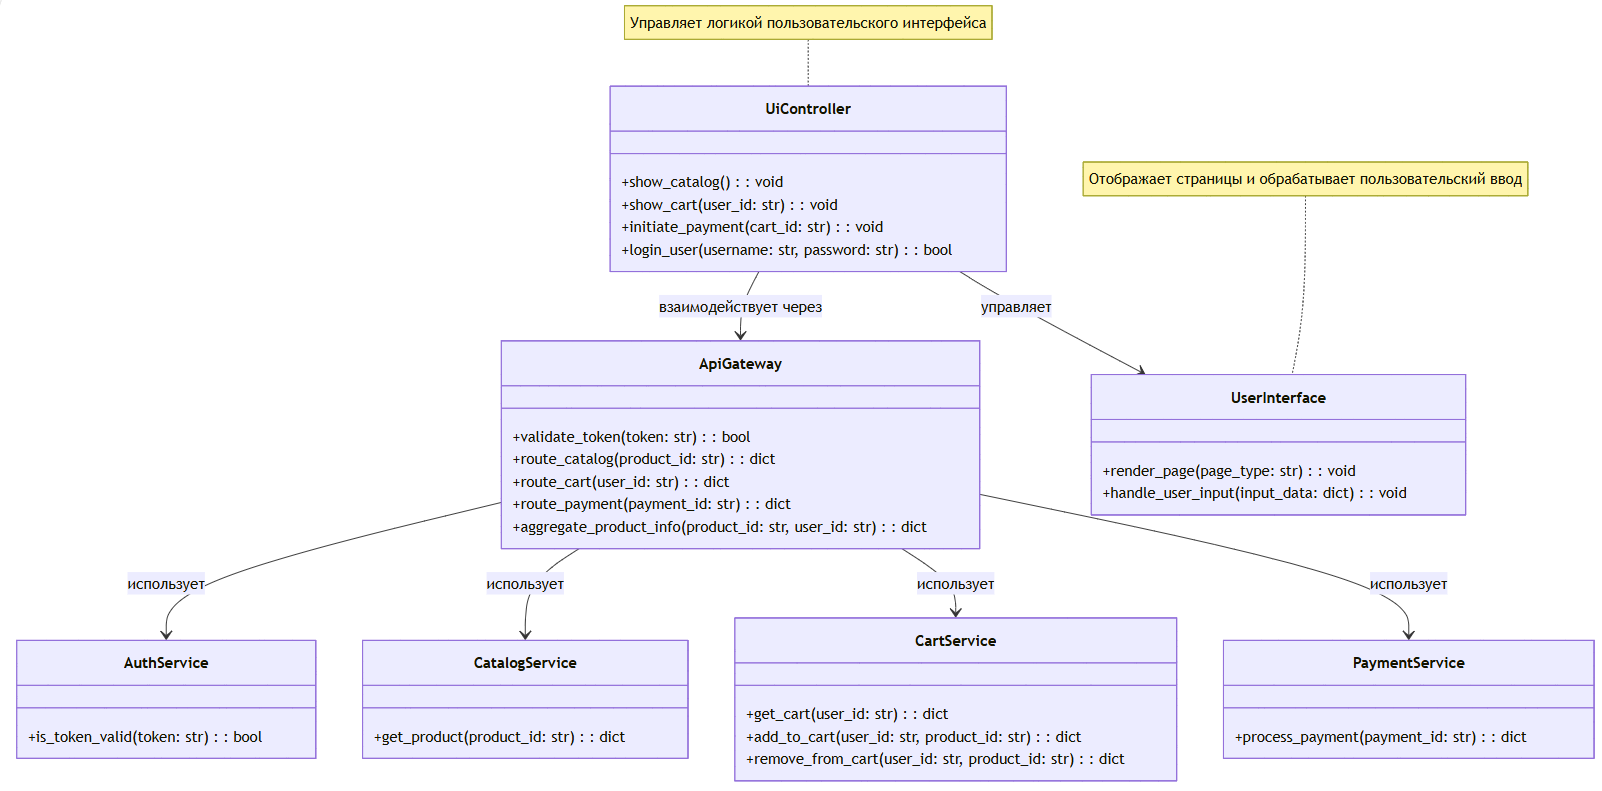 Управляет логикой пользовательского интерфейса
UiController
+show_catalog() : : void
+show_cart(user_id: str) : : void
+initiate_payment(cart_id: str) : : void
+login_user(username: str, password: str) : : bool
Отображает страницы и обрабатывает пользовательский ввод
взаимодействует через
управляет
ApiGateway
+validate_token(token: str) : : bool
+route_catalog(product_id: str) : : dict
+route_cart(user_id: str) : : dict
+route_payment(payment_id: str) : : dict
+aggregate_product_info(product_id: str, user_id: str) : : dict
UserInterface
+render_page(page_type: str) : : void
+handle_user_input(input_data: dict) : : void
использует
использует
использует
использует
AuthService
+is_token_valid(token: str) : : bool
CatalogService
+get_product(product_id: str) : : dict
CartService
+get_cart(user_id: str) : : dict
+add_to_cart(user_id: str, product_id: str) : : dict
+remove_from_cart(user_id: str, product_id: str) : : dict
PaymentService
+process_payment(payment_id: str) : : dict